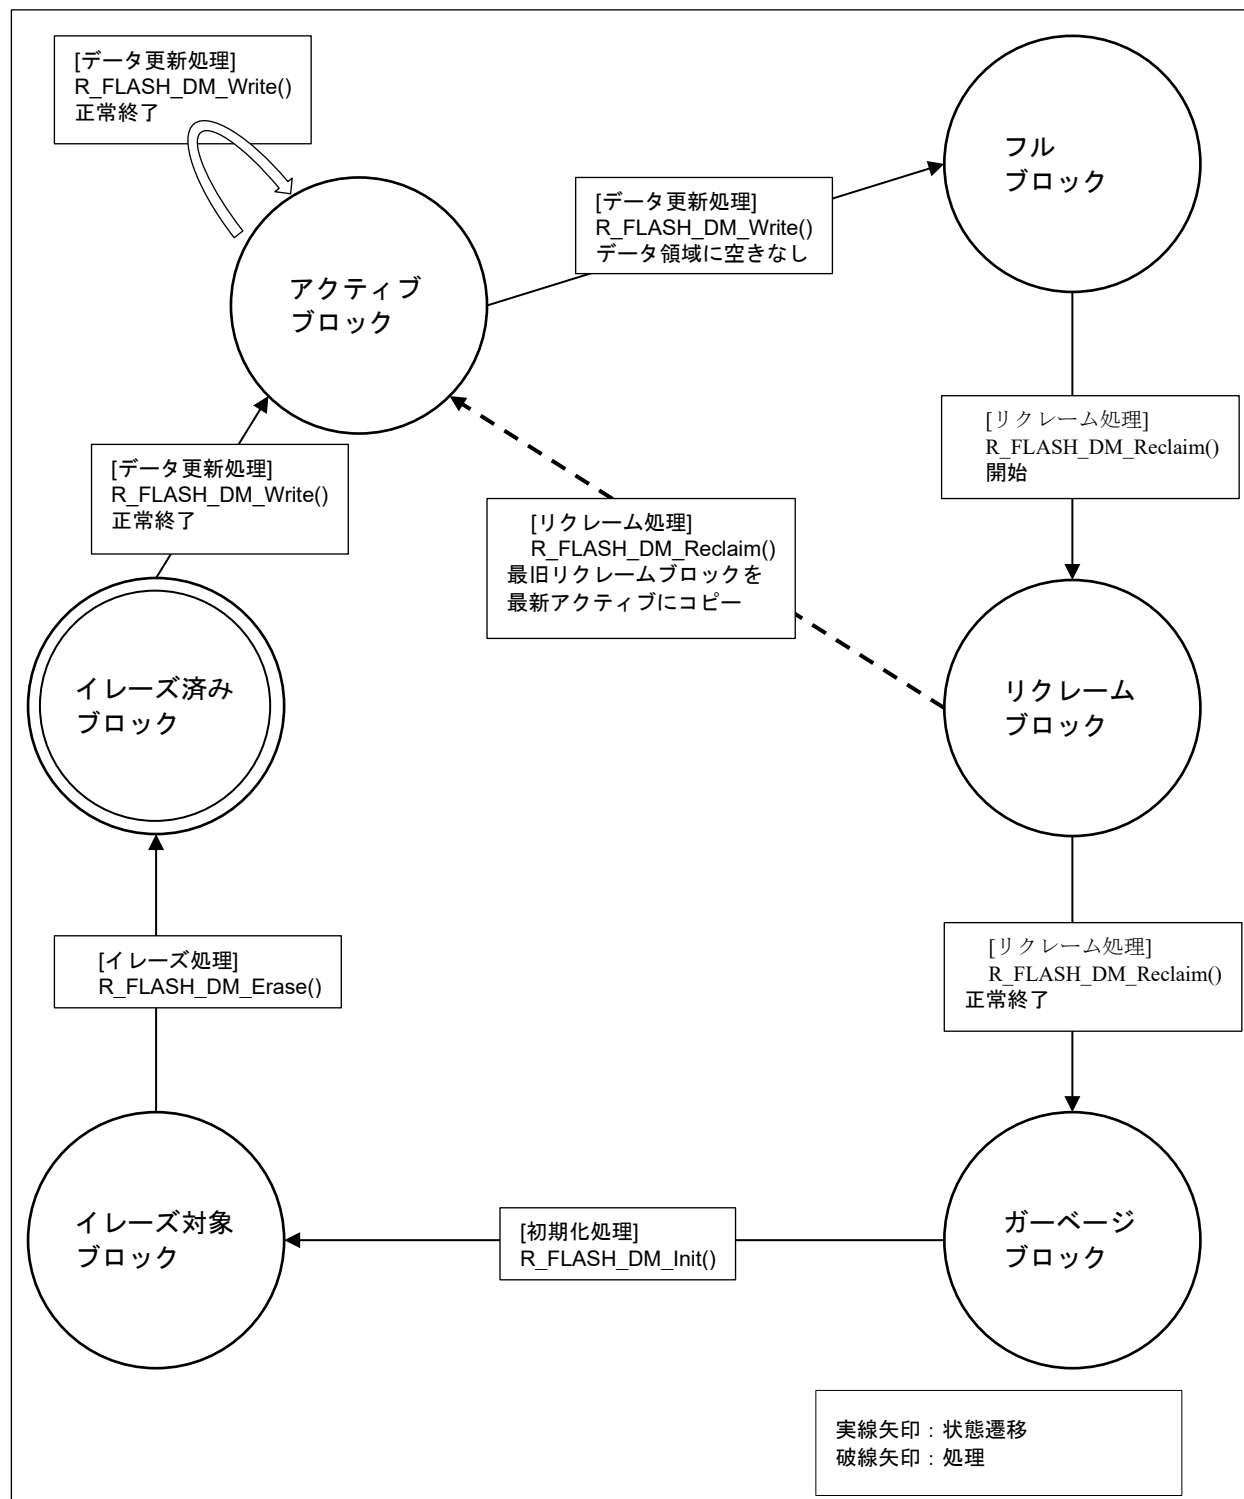 [データ更新処理]
R_FLASH_DM_Write()
正常終了
フル
ブロック
[データ更新処理]
R_FLASH_DM_Write()
データ領域に空きなし
アクティブ
ブロック
[リクレーム処理]
R_FLASH_DM_Reclaim()
開始
[データ更新処理]
R_FLASH_DM_Write()
正常終了
[リクレーム処理]
R_FLASH_DM_Reclaim()
最旧リクレームブロックを
最新アクティブにコピー
イレーズ済み
ブロック
リクレーム
ブロック
[イレーズ処理]
R_FLASH_DM_Erase()
[リクレーム処理]
R_FLASH_DM_Reclaim()
正常終了
イレーズ対象
ブロック
[初期化処理]
R_FLASH_DM_Init()
ガーベージ
ブロック
実線矢印：状態遷移
破線矢印：処理